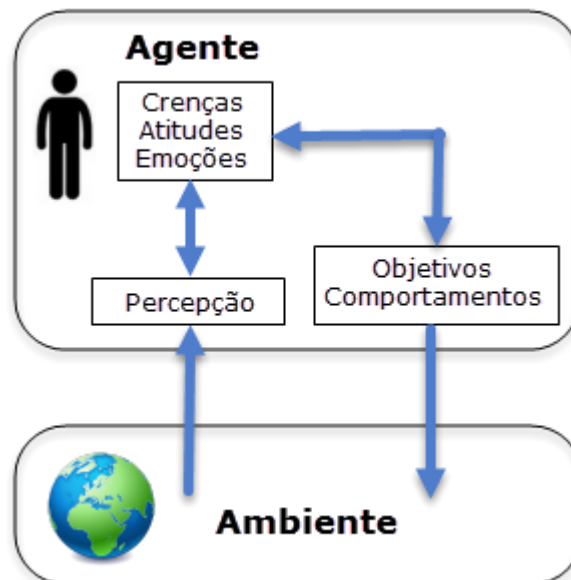 Agente
Crenças
Atitudes
Emoções
Percepção
Objetivos
Comportamentos
Ambiente